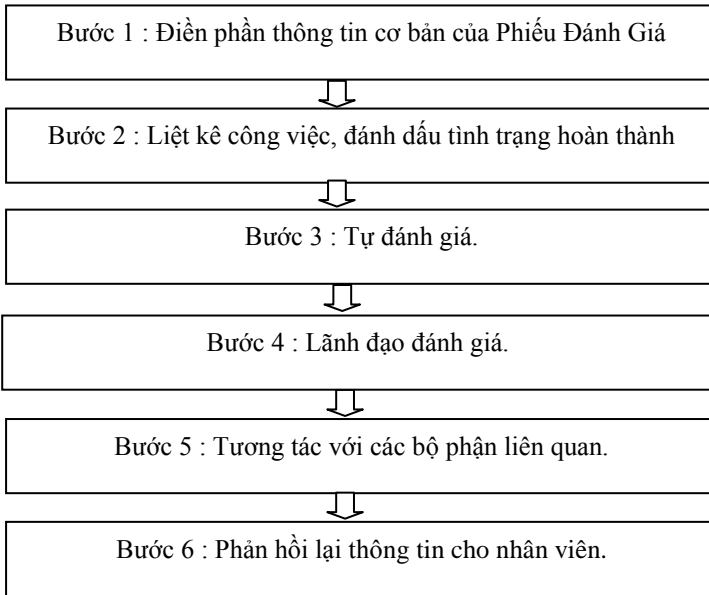 Bước 1 : Điền phần thông tin cơ bản của Phiếu Đánh Giá
Bước 2 : Liệt kê công việc, đánh dấu tình trạng hoàn thành
Bước 3 : Tự đánh giá.
Bước 4 : Lãnh đạo đánh giá.
Bước 5 : Tương tác với các bộ phận liên quan.
Bước 6 : Phản hồi lại thông tin cho nhân viên.